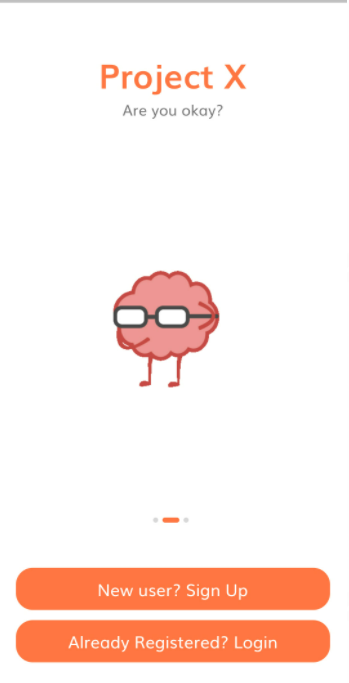 Project X
Are you okay?
New user? Sign Up
Already Registered? Login